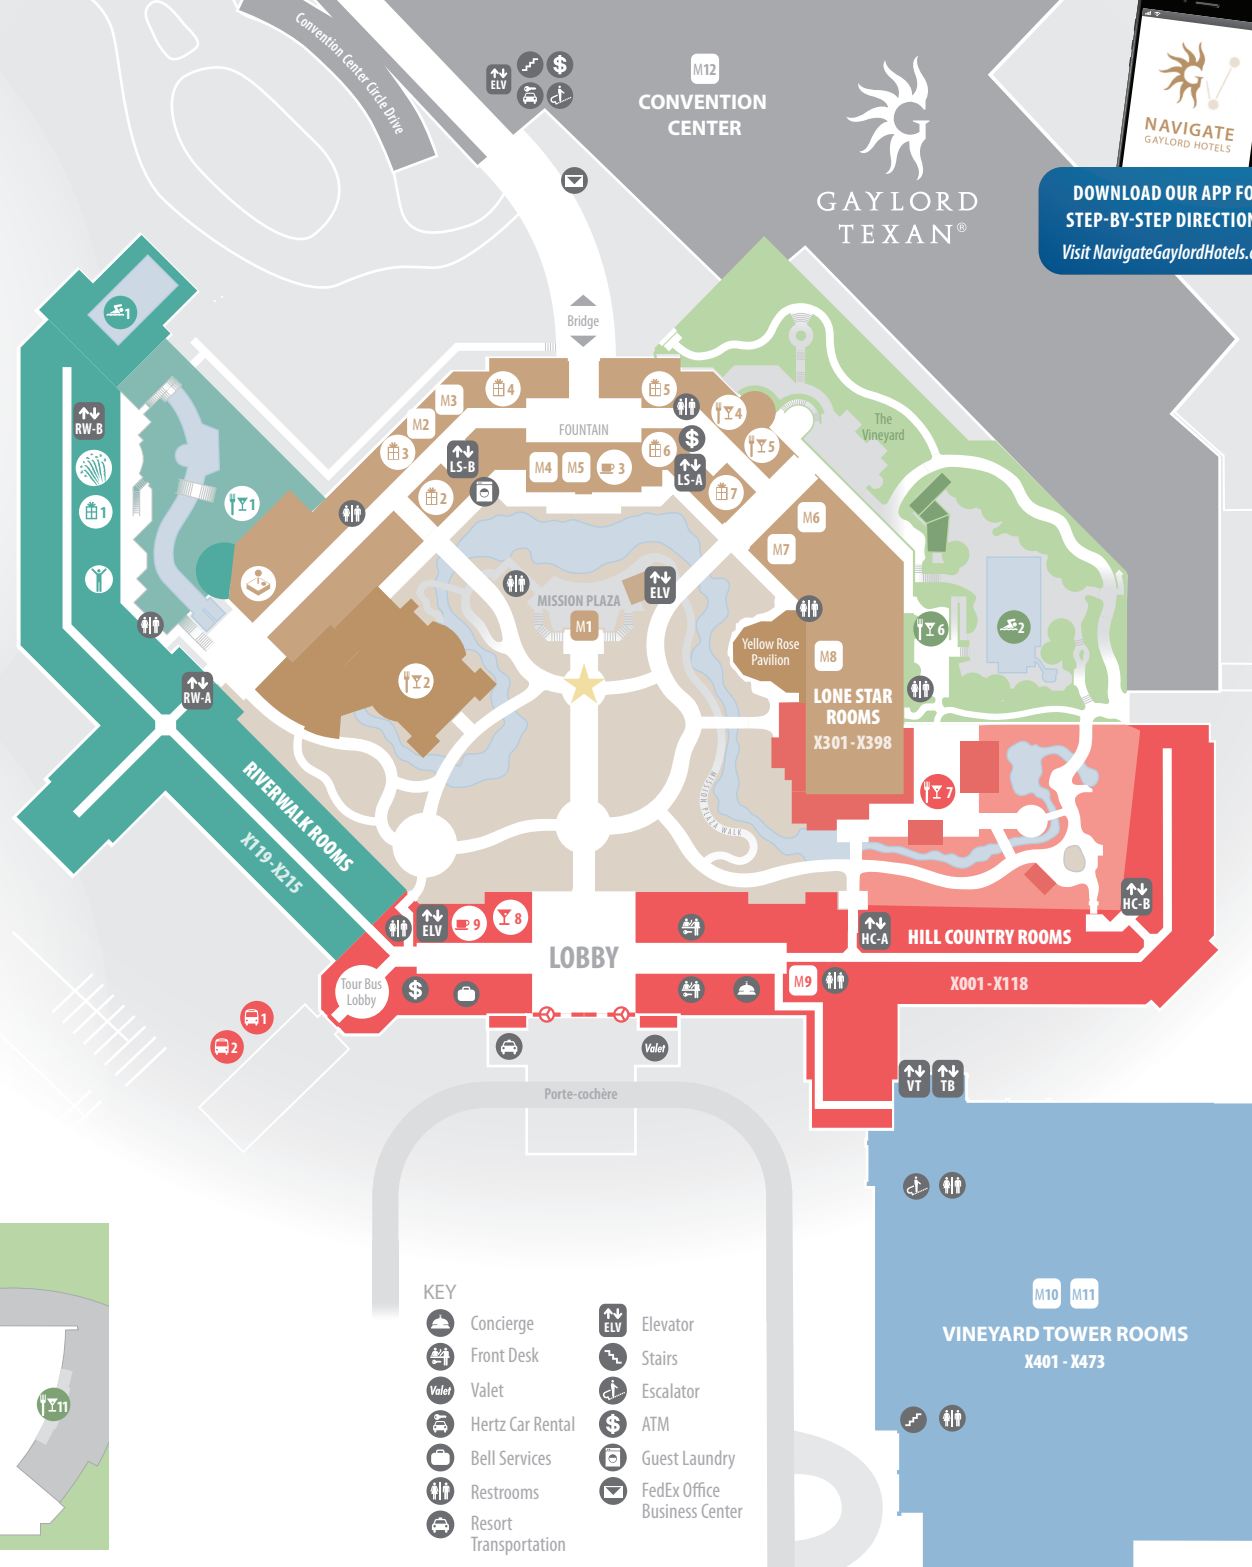 Convention Center Circle Drive
ELV
M12
CONVENTION
CENTER
GAYLORD
TEXAN®
NAVIGATE
GAYLORD HOTELS
DOWNLOAD OUR APP FO
STEP-BY-STEP DIRECTION
Visit NavigateGaylordHotels.c
1
Bridge
RW-B
1
1
M3
M2
3
4
LS-B
2
FOUNTAIN
M4
M5
3
5
6
LS-A
4
5
7
The
Vineyard
M6
M7
MISSION PLAZA
M1
ELV
Yellow Rose
Pavilion
M8
LONE STAR
ROOMS
X301-X398
6
2
2
RW-A
RIVERWALK ROOMS
X119-X215
MISSION PLAZA WALK
7
ELV
9
8
LOBBY
HC-A
HC-B
HILL COUNTRY ROOMS
X001-X118
M9
Tour Bus
Lobby
1
2
Valet
Porte-cochère
VT
TB
M10
M11
VINEYARD TOWER ROOMS
X401 - X473
11
KEY
Concierge
Front Desk
Valet
Valet
Hertz Car Rental
Bell Services
Restrooms
Resort
Transportation
ELV
Elevator
Stairs
Escalator
$
ATM
Guest Laundry
FedEx Office
Business Center